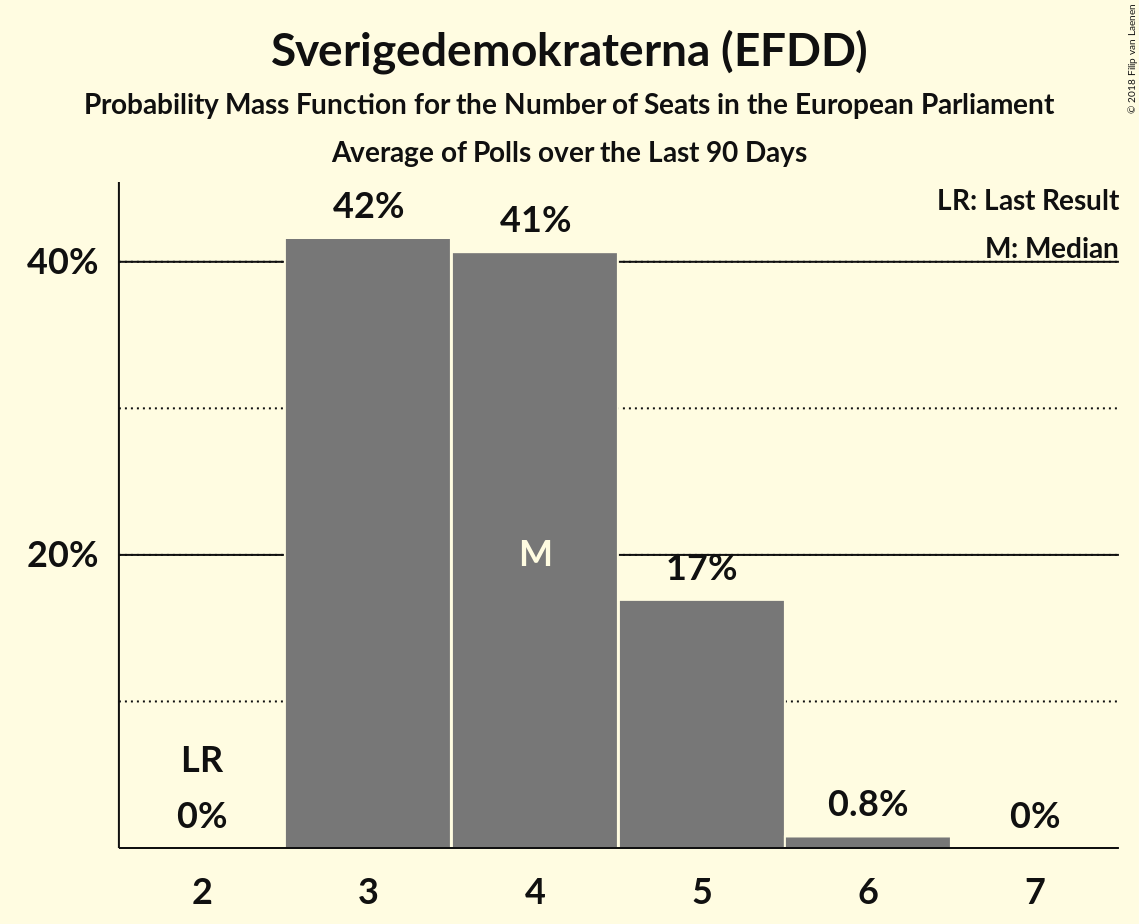 Sverigedemokraterna (EFDD)
Probability Mass Function for the Number of Seats in the European Parliament
Average of Polls over the Last 90 Days
© 2018 Filip van Laenen
LR: Last Result
M: Median
42%
41%
40%
20%
M
17%
LR
0%
0.8%
0%
2 3 4 5 6 7